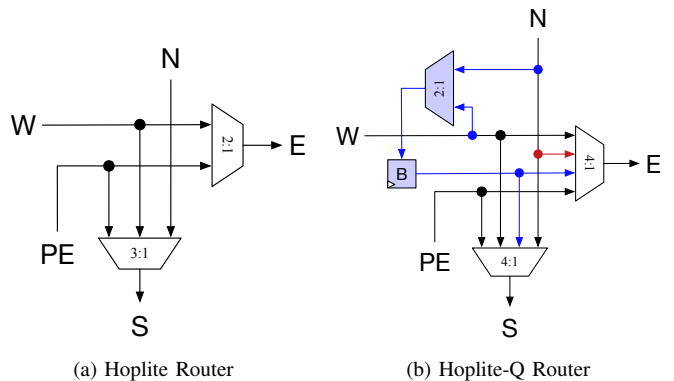 N
W
2:1
E
PE
3:1
S
(a) Hoplite Router
N
2:1
W
4:1
E
B
PE
4:1
S
(b) Hoplite-Q Router